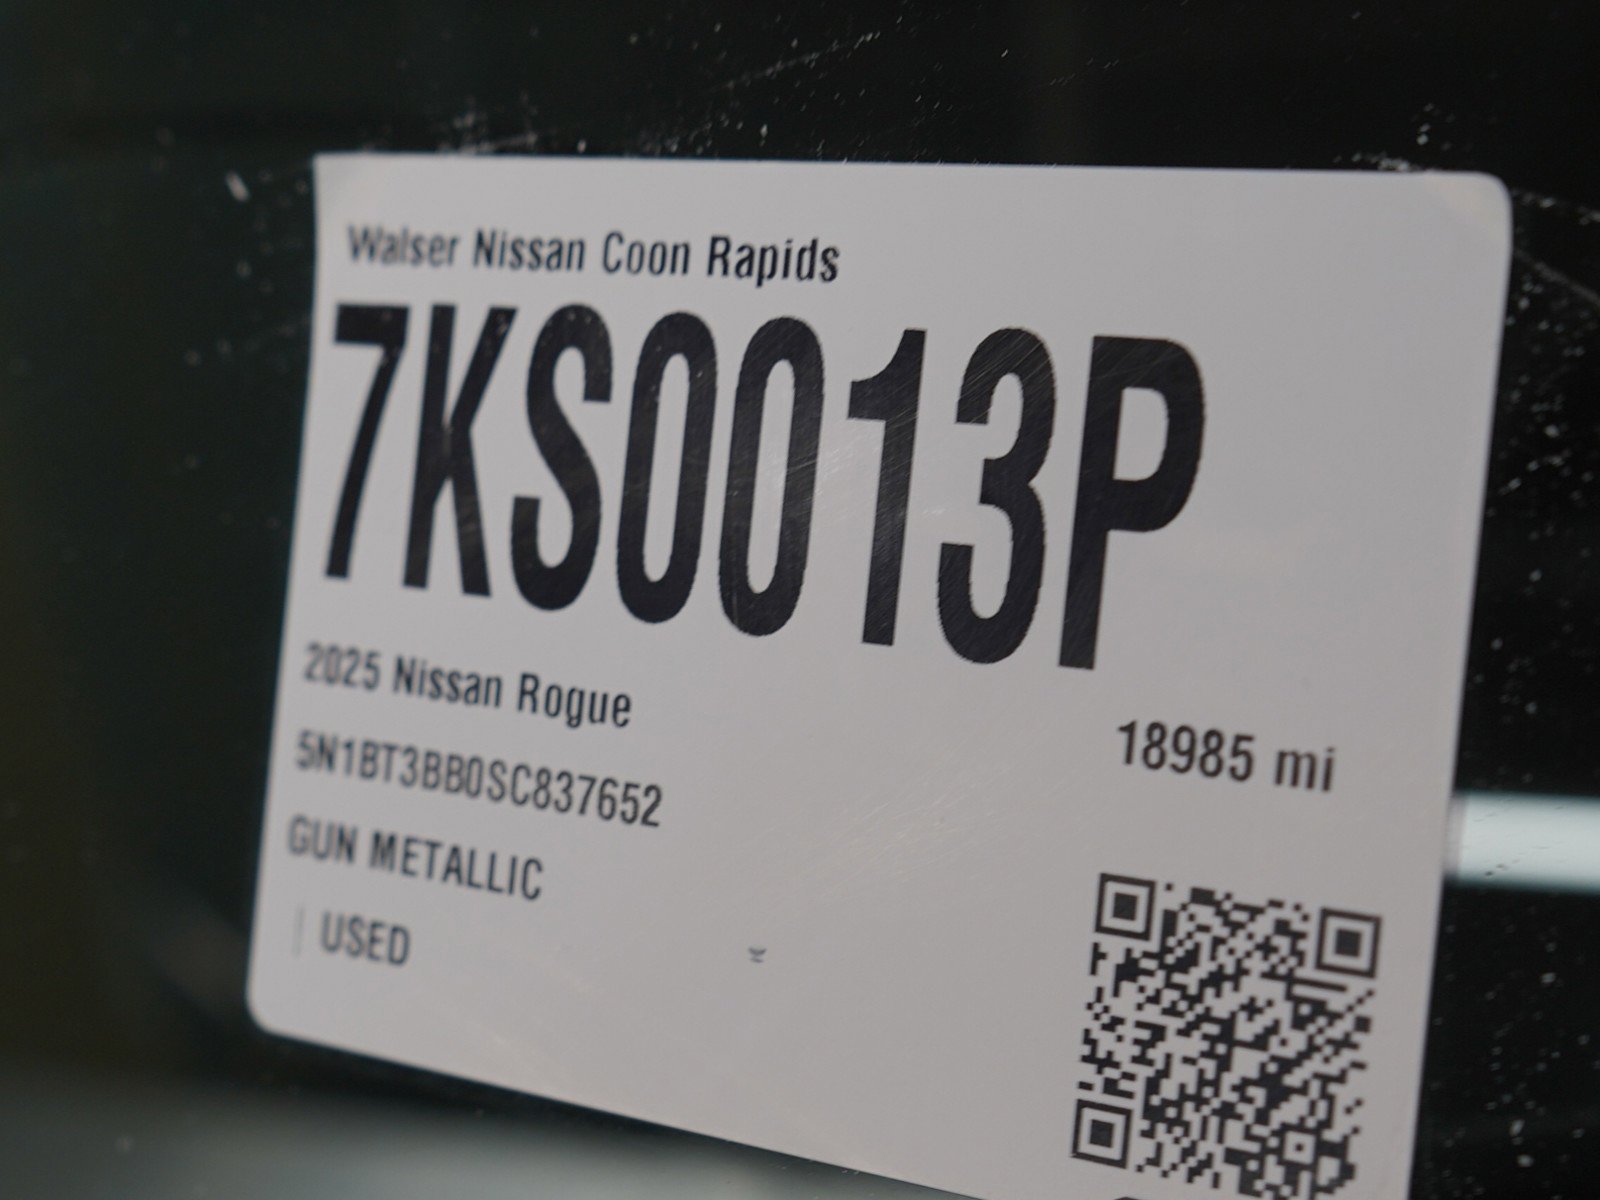 Walser Nissan Coon Rapids
7KS0013P
2025 Nissan Rogue
18985 mi
5N1BT3BB0SC837652
GUN METALLIC
USED